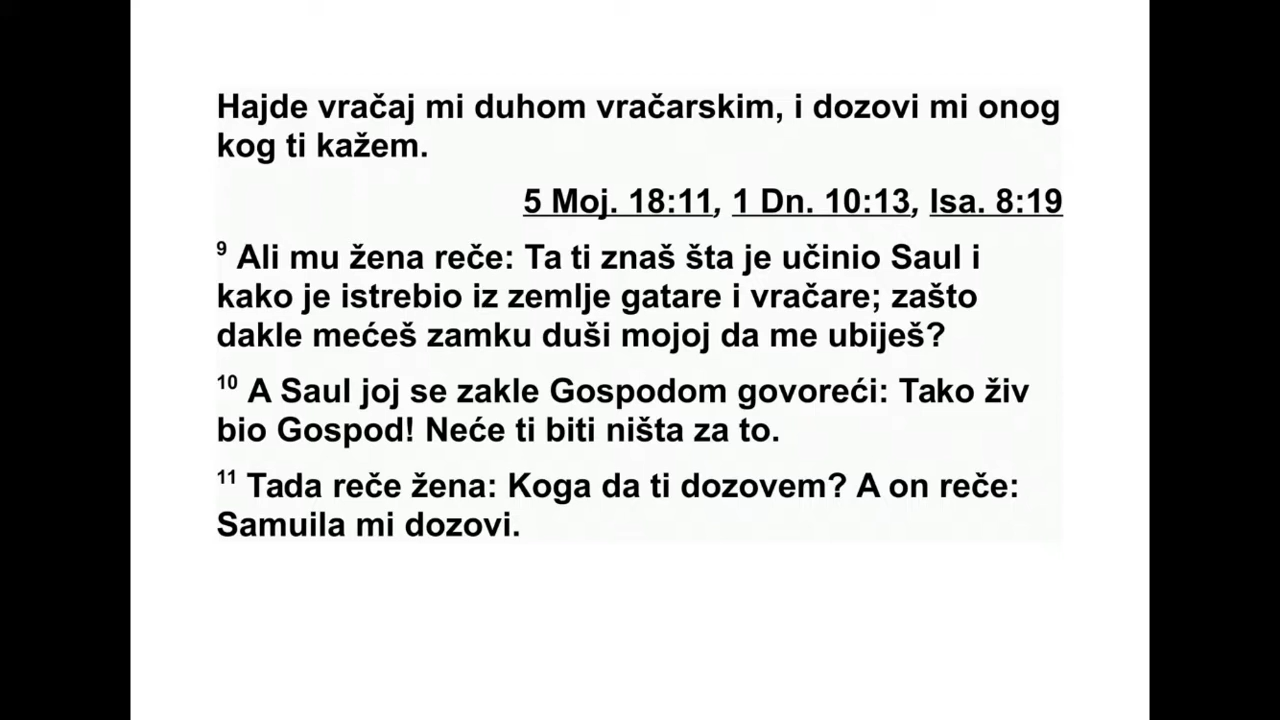 Hajde vračaj mi duhom vračarskim, i dozovi mi onog
kog ti kažem.
5 Moj. 18:11, 1 Dn. 10:13, Isa. 8:19
9 Ali mu žena reče: Ta ti znaš šta je učinio Saul i
kako je istrebio iz zemlje gatare i vračare; zašto
dakle mećeš zamku duši mojoj da me ubiješ?
10 A Saul joj se zakle Gospodom govoreći: Tako živ
bio Gospod! Neće ti biti ništa za to.
11 Tada reče žena: Koga da ti dozovem? A on reče:
Samuila mi dozovi.